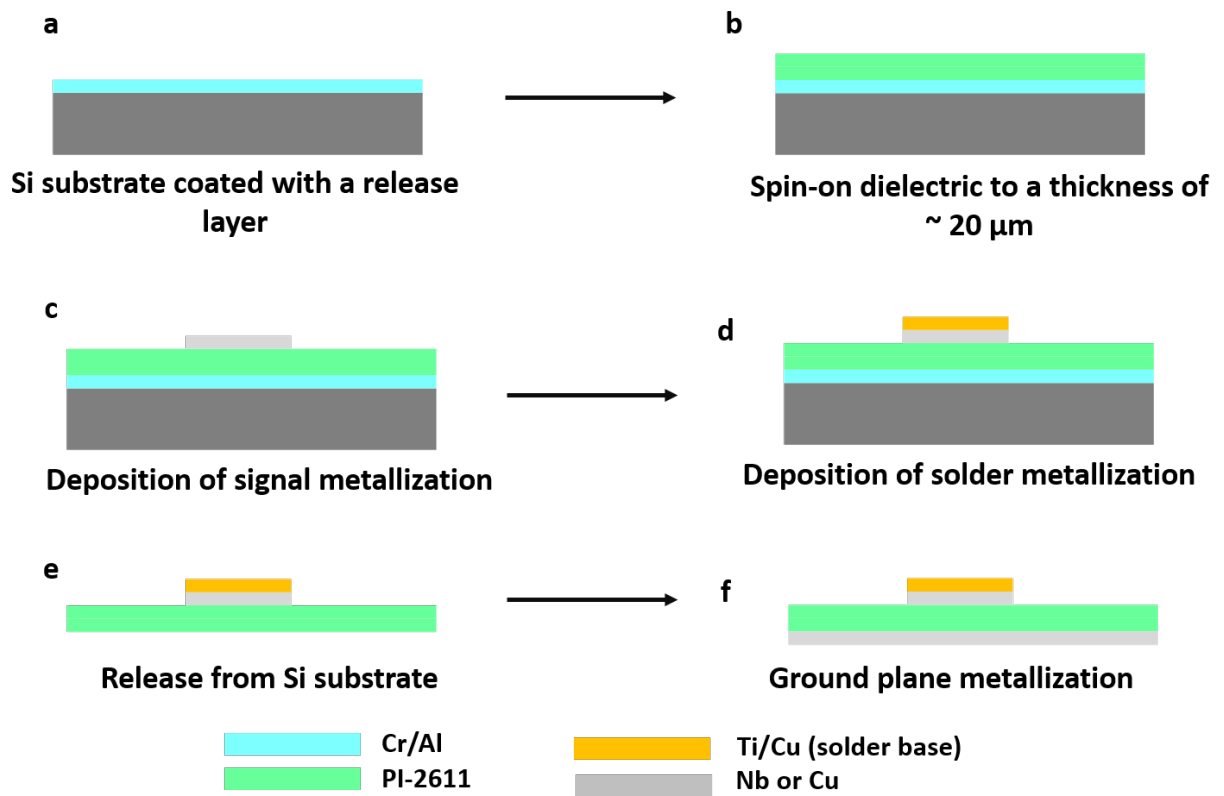 a
b
Si substrate coated with a release
layer
Spin-on dielectric to a thickness of
~ 20 µm
c
d
Deposition of signal metallization
Deposition of solder metallization
e
f
Release from Si substrate
Ground plane metallization
Cr/Al
Ti/Cu (solder base)
PI-2611
Nb or Cu